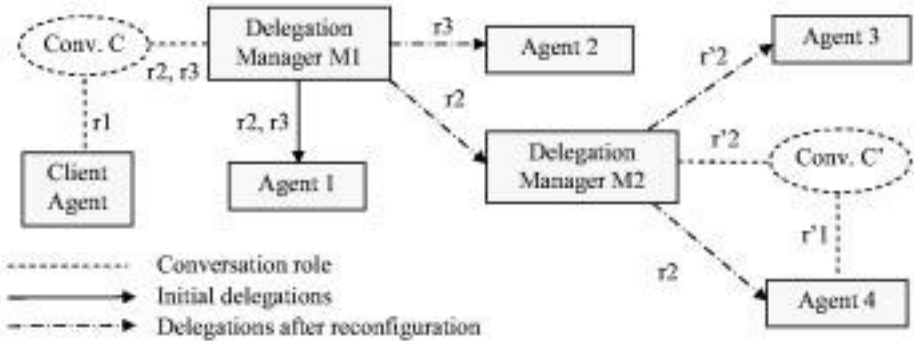 Conv. C
r2, r3
r1
Client
Agent
Delegation
Manager M1
r2, r3
Agent 1
r3
Agent 2
r2
Delegation
Manager M2
r'2
Agent 3
r'2
Conv. C'
r'1
r2
Agent 4
Conversation role
Initial delegations
Delegations after reconfiguration